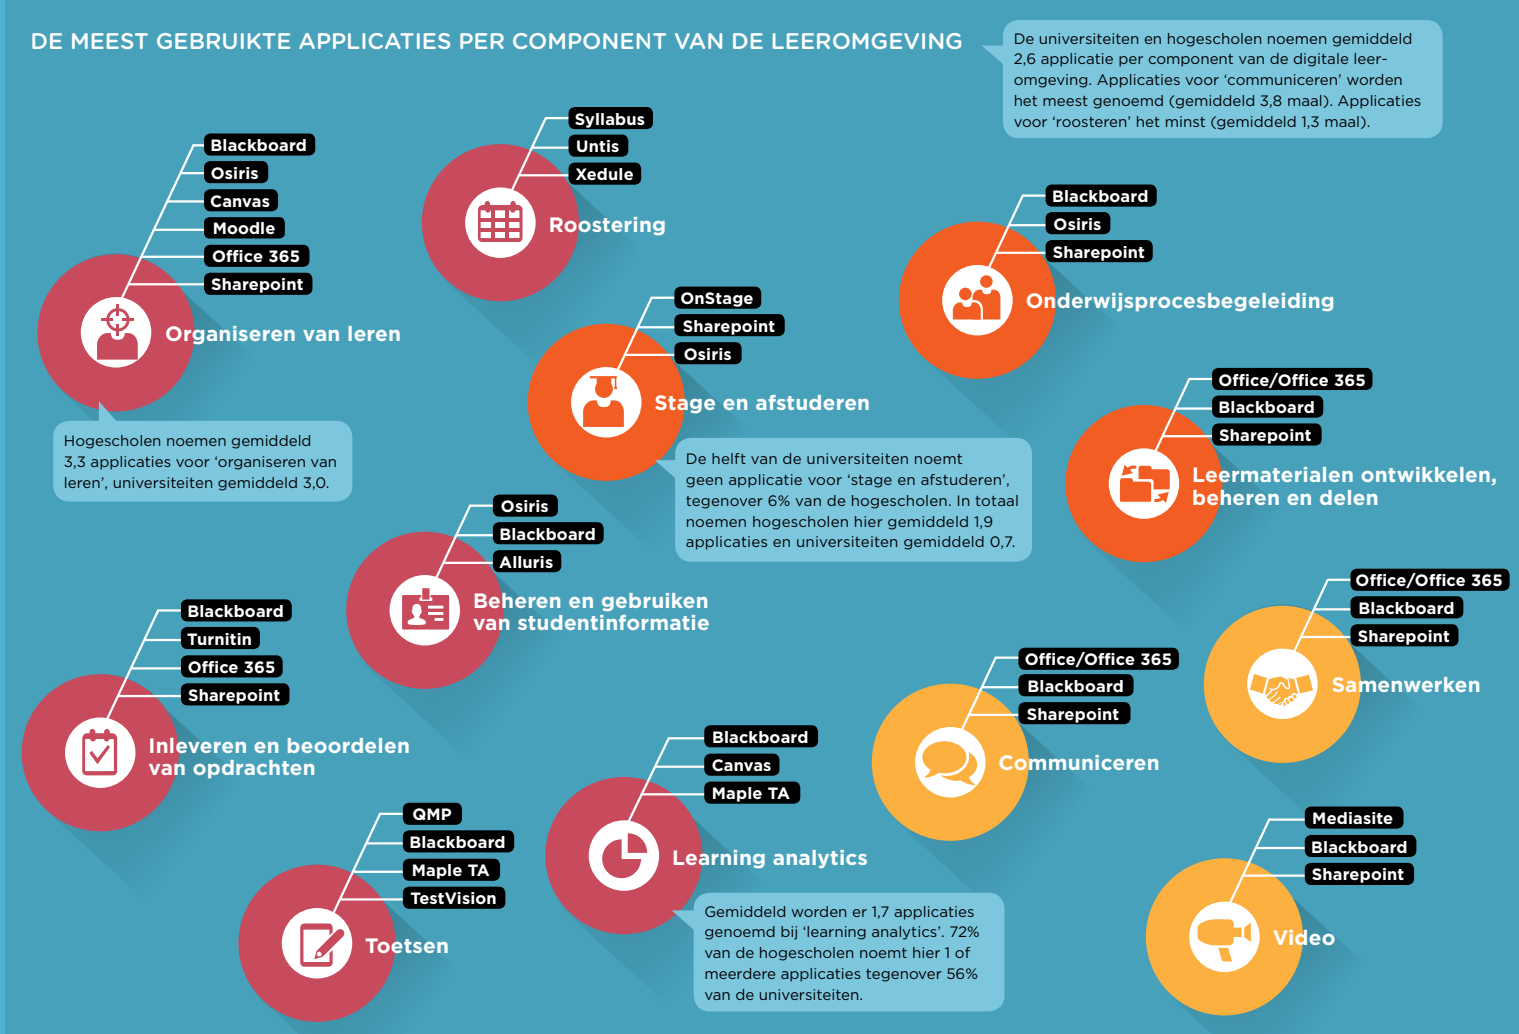 DE MEEST GEBRUIKTE APPLICATIES PER COMPONENT VAN DE LEEROMGEVING
De universiteiten en hogescholen noemen gemiddeld
2,6 applicatie per component van de digitale leer-
omgeving. Applicaties voor ‘communiceren’ worden
het meest genoemd (gemiddeld 3,8 maal). Applicaties
voor ‘roosteren’ het minst (gemiddeld 1,3 maal).
Blackboard
Osiris
Canvas
Moodle
Office 365
Sharepoint
Organiseren van leren
Hogescholen noemen gemiddeld
3,3 applicaties voor ‘organiseren van
leren’, universiteiten gemiddeld 3,0.
Syllabus
Untis
Xedule
Roostering
OnStage
Sharepoint
Osiris
Stage en afstuderen
De helft van de universiteiten noemt
geen applicatie voor ‘stage en afstuderen’,
tegenover 6% van de hogescholen. In totaal
noemen hogescholen hier gemiddeld 1,9
applicaties en universiteiten gemiddeld 0,7.
Blackboard
Osiris
Sharepoint
Onderwijsprocesbegeleiding
Office/Office 365
Blackboard
Sharepoint
Leermaterialen ontwikkelen,
beheren en delen
Osiris
Blackboard
Alluris
Beheren en gebruiken
van studentinformatie
Blackboard
Turnitin
Office 365
Sharepoint
Inleveren en beoordelen
van opdrachten
Office/Office 365
Blackboard
Sharepoint
Samenwerken
Office/Office 365
Blackboard
Sharepoint
Communiceren
Blackboard
Canvas
Maple TA
Learning analytics
Gemiddeld worden er 1,7 applicaties
genoemd bij ‘learning analytics’. 72%
van de hogescholen noemt hier 1 of
meerdere applicaties tegenover 56%
van de universiteiten.
QMP
Blackboard
Maple TA
TestVision
Toetsen
Mediasite
Blackboard
Sharepoint
Video